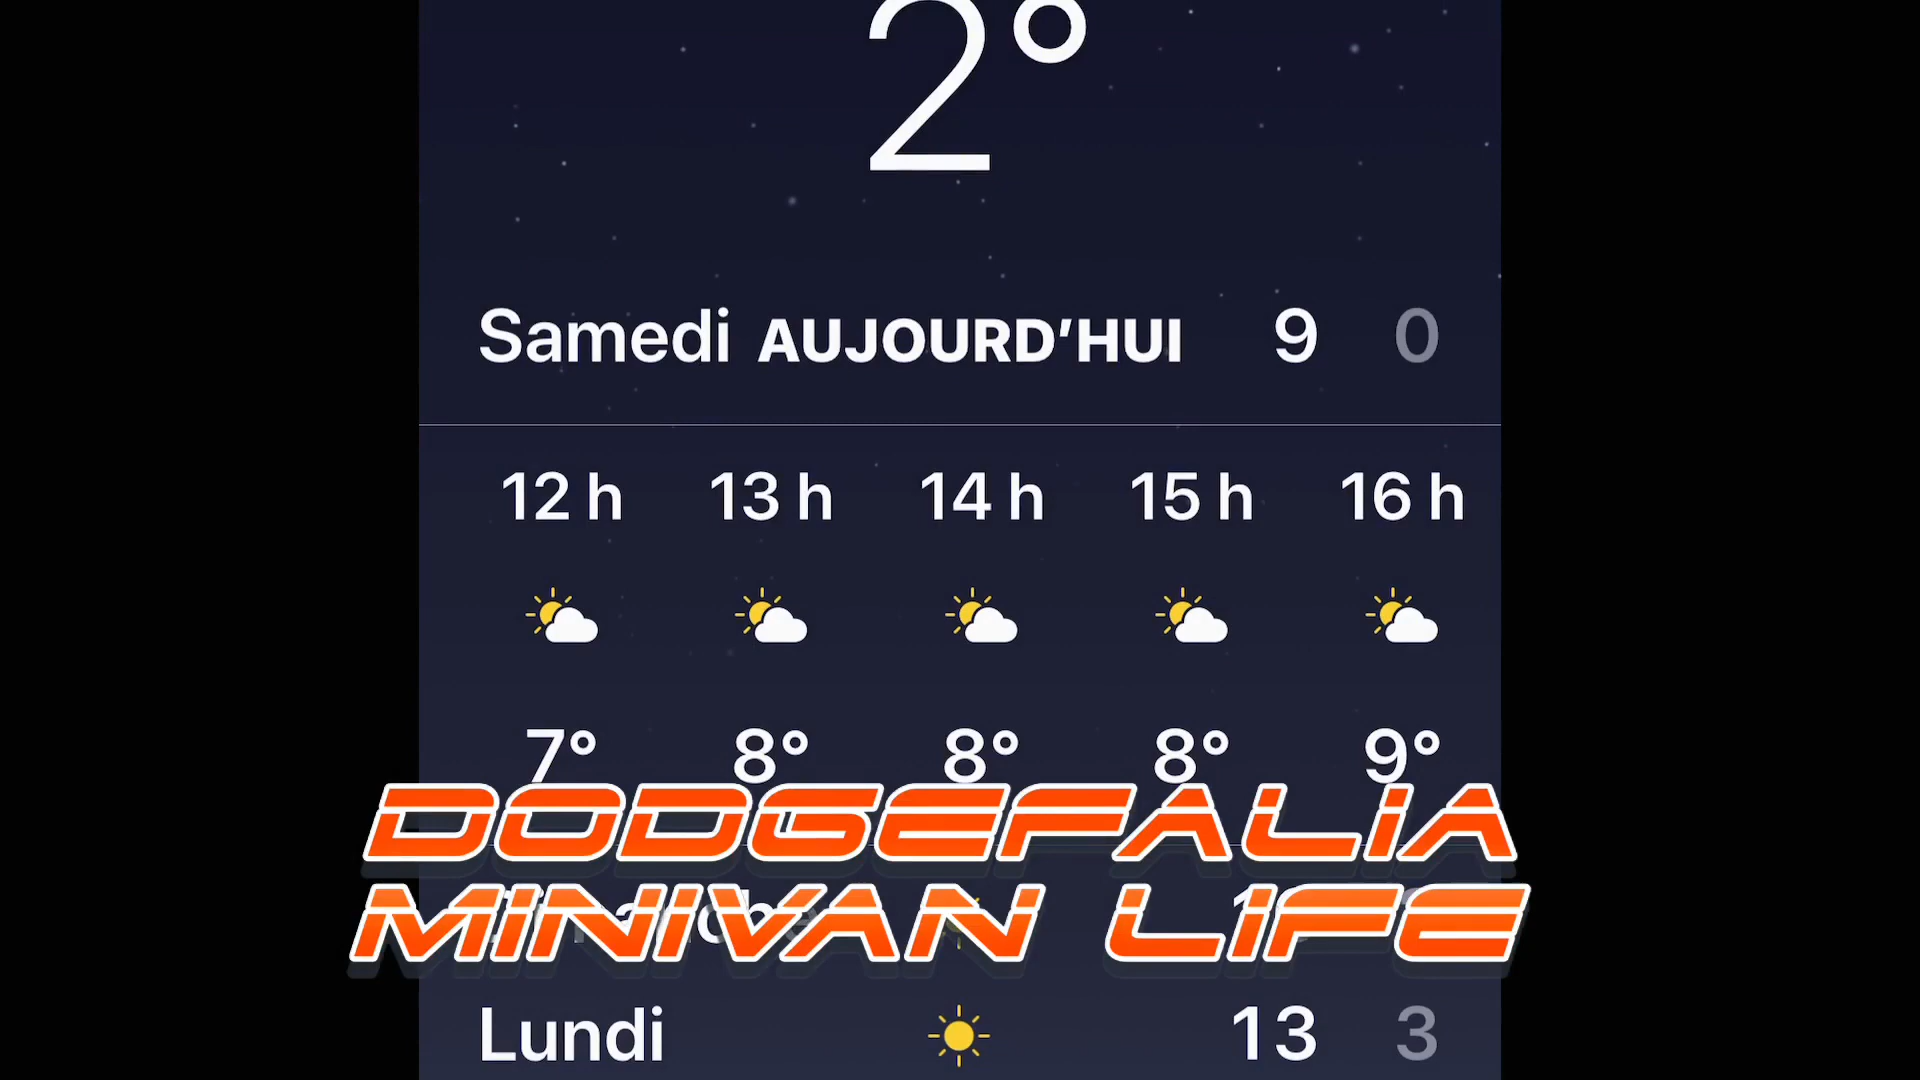 2°
Samedi AUJOURD’HUI 9 0
12 h 13 h 14 h 15 h 16 h
7° 8° 8° 8° 9°
DODGEFALIA
MINIVAN LIFE
Lundi 13 3